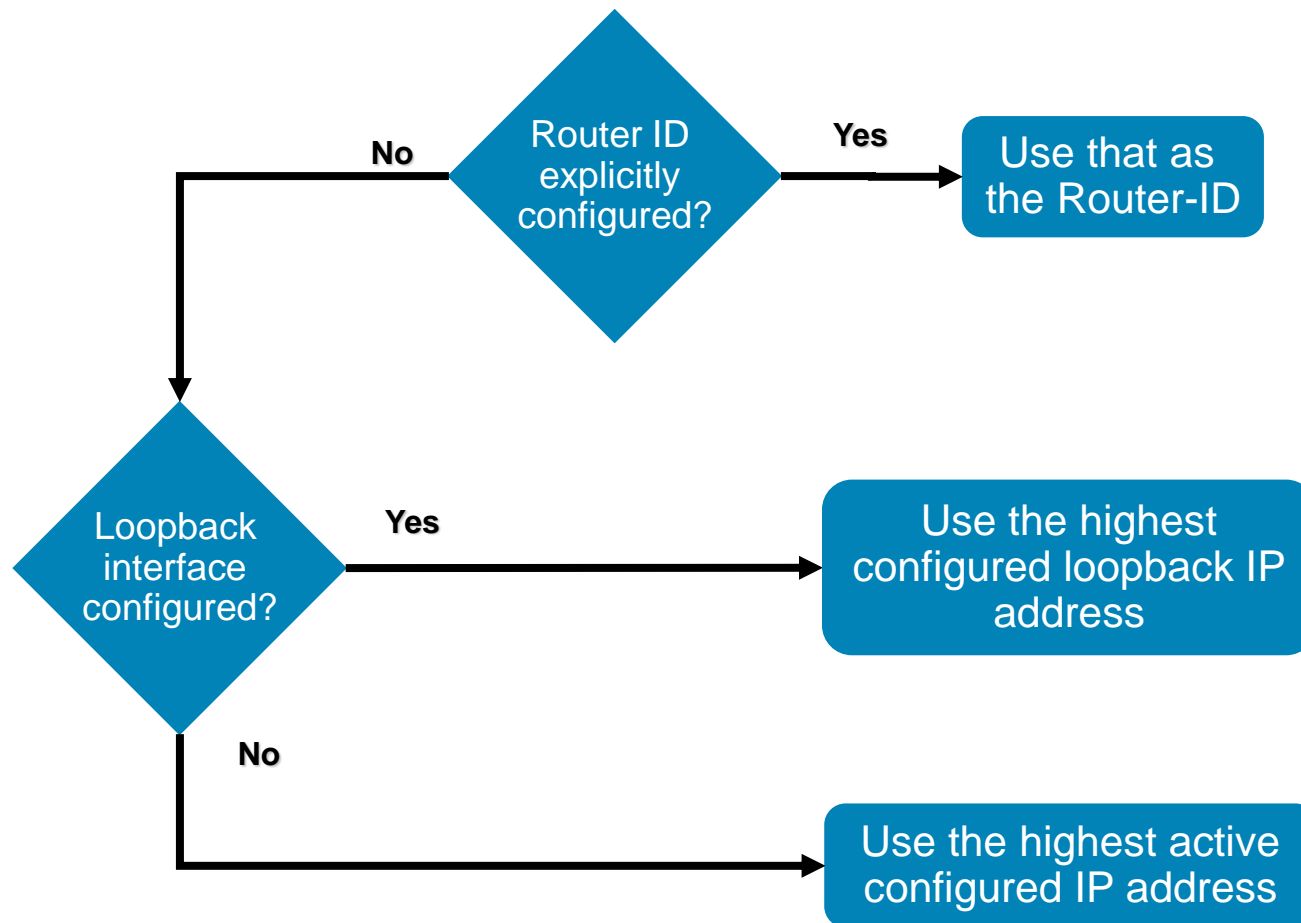 Router ID
explicitly
configured?
No
Yes
Use that as
the Router-ID
Loopback
interface
configured?
Yes
Use the highest
configured loopback IP
address
No
Use the highest active
configured IP address